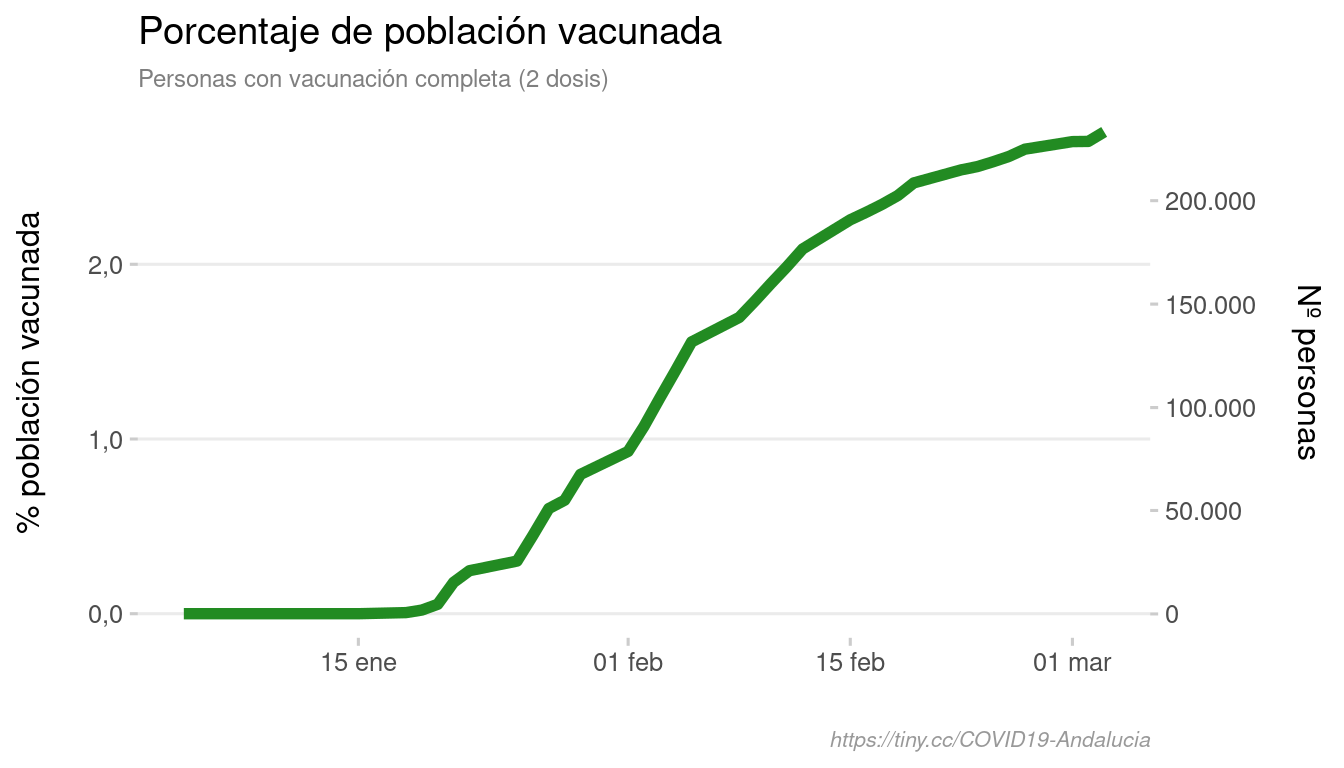 Porcentaje de población vacunada
Personas con vacunación completa (2 dosis)
% población vacunada
2,0
1,0
0,0
200.000
150.000
100.000
50.000
0
Nº personas
15 ene
01 feb
15 feb
01 mar
https://tiny.cc/COVID19-Andalucia